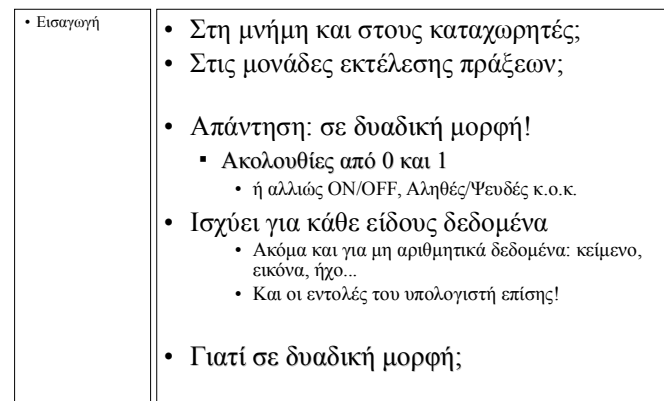 • Εισαγωγή
• Στη μνήμη και στους καταχωρητές;
• Στις μονάδες εκτέλεσης πράξεων;
• Απάντηση: σε δυαδική μορφή!
▪ Ακολουθίες από 0 και 1
• ή αλλιώς ON/OFF, Αληθές/Ψευδές κ.ο.κ.
• Ισχύει για κάθε είδους δεδομένα
• Ακόμα και για μη αριθμητικά δεδομένα: κείμενο,
εικόνα, ήχο...
• Και οι εντολές του υπολογιστή επίσης!
• Γιατί σε δυαδική μορφή;